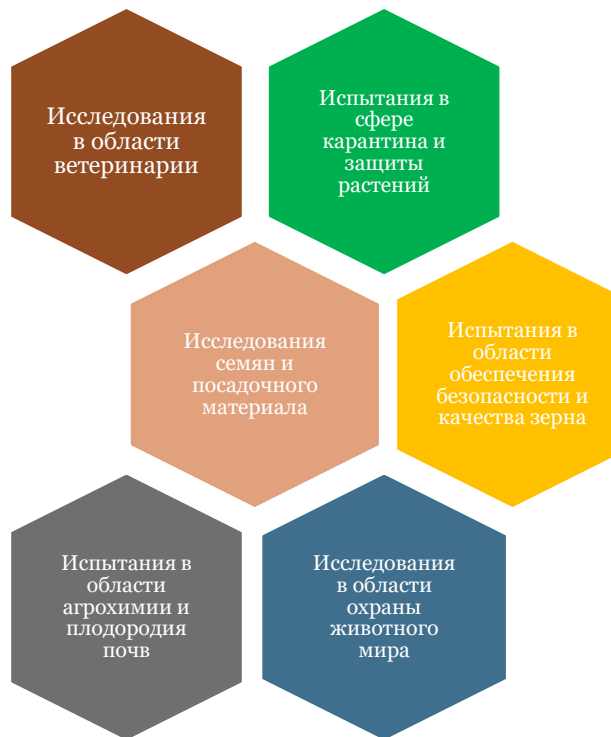 Исследования
в области
ветеринарии
Испытания в
сфере
карантина и
защиты
растений
Исследования
семян и
посадочного
материала
Испытания в
области
обеспечения
безопасности и
качества зерна
Испытания в
области
агрохимии и
плодородия
почв
Исследования
в области
охраны
животного
мира